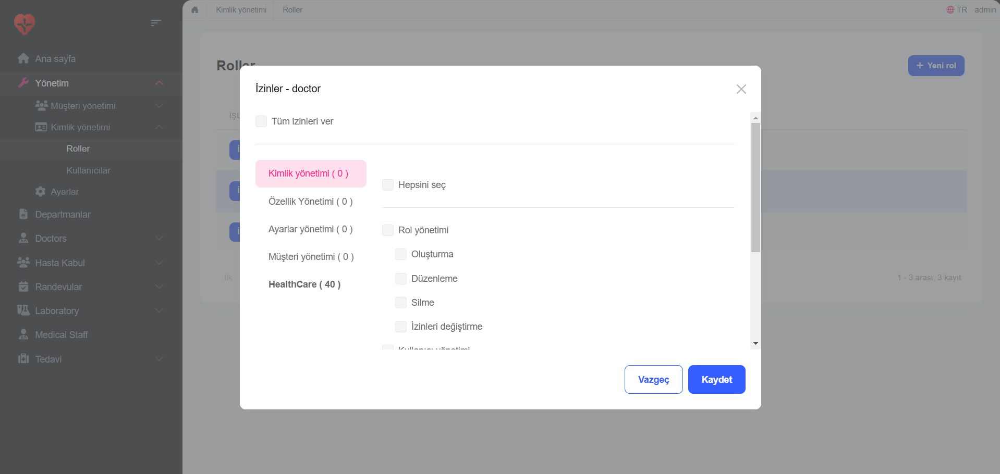 Kimlik yönetimi
Roller
TR
admin
Ana sayfa
Yönetim
Müşteri yönetimi
Kimlik yönetimi
Roller
Kullanıcılar
Ayarlar
Departmanlar
Doctors
Hasta Kabul
Randevular
Laboratory
Medical Staff
Tedavi
Roller
+ Yeni rol
İzinler - doctor
Tüm izinleri ver
Kimlik yönetimi ( 0 )
Özellik Yönetimi ( 0 )
Ayarlar yönetimi ( 0 )
Müşteri yönetimi ( 0 )
HealthCare ( 40 )
Hepsini seç
Rol yönetimi
Oluşturma
Düzenleme
Silme
İzinleri değiştirme
Kullanıcı yönetimi
Vazgeç
Kaydet
İlk
1 - 3 arası, 3 kayıt